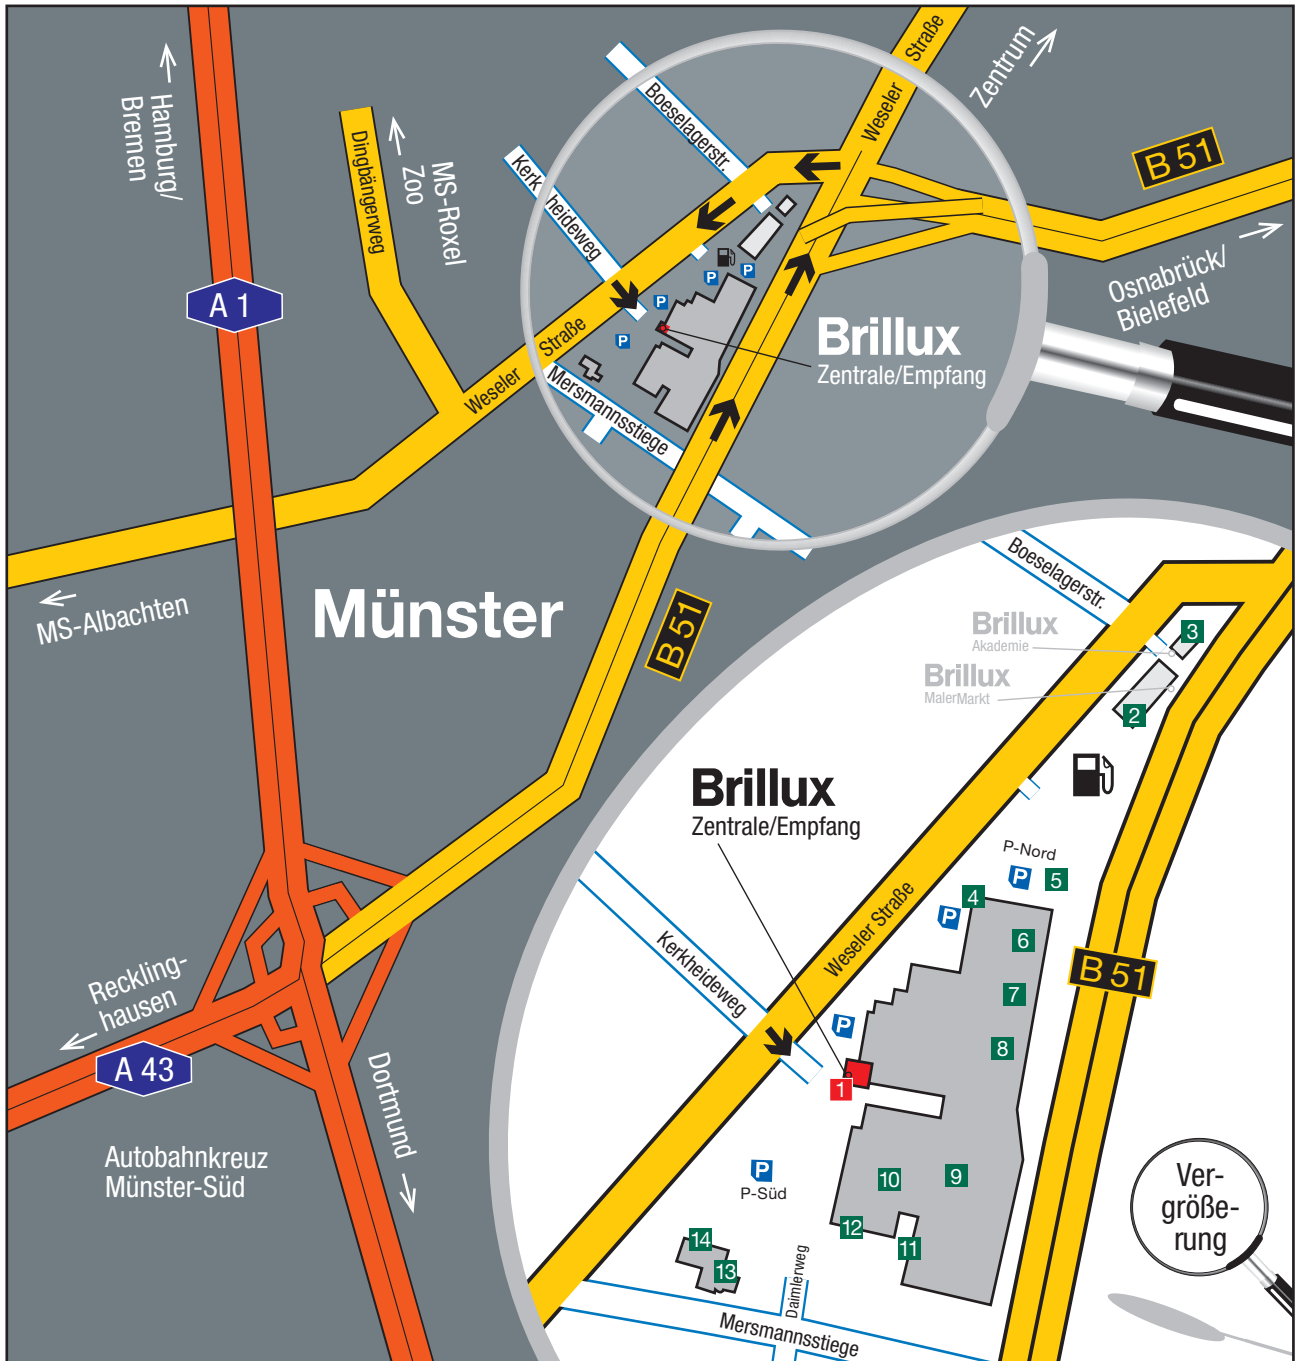 Hamburg/
Bremen
Dingbängerweg
MS-Roxel
Zoo
Boeselagerstr.
Kerkheideweg
Weseler
Straße
Zentrum
B 51
Osnabrück/
Bielefeld
A 1
P
P
P
P
Brillux
Zentrale/Empfang
Weseler
Straße
Mersmannsstiege
MS-Albachten
Münster
B 51
Reckling-
hausen
A 43
Dortmund
Autobahnkreuz
Münster-Süd
Boeselagerstr.
Brillux
Akademie
3
Brillux
MalerMarkt
2
Brillux
Zentrale/Empfang
P-Nord
P
5
4
P
6
Weseler Straße
B 51
7
Kerkheideweg
P
8
1
P
P-Süd
10
9
12
11
14
13
Daimlerweg
Mersmannsstiege
Ver-
größe-
rung